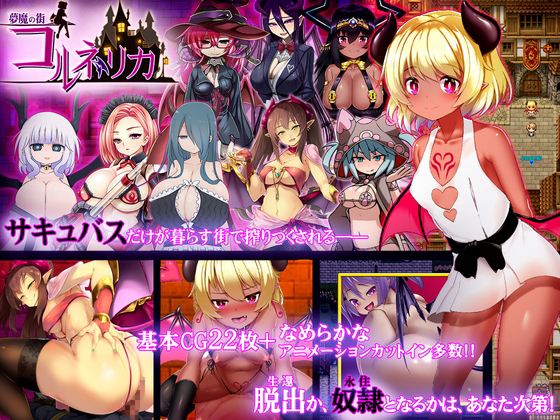 夢魔の街
ゴルネリカ
サキュバスだけが暮らす街で搾りつくされる――
基本CG22枚＋なめらかな
アニメーションカットイン多数!!
生還 永住
脱出か、奴隷となるかは、あなた次第!